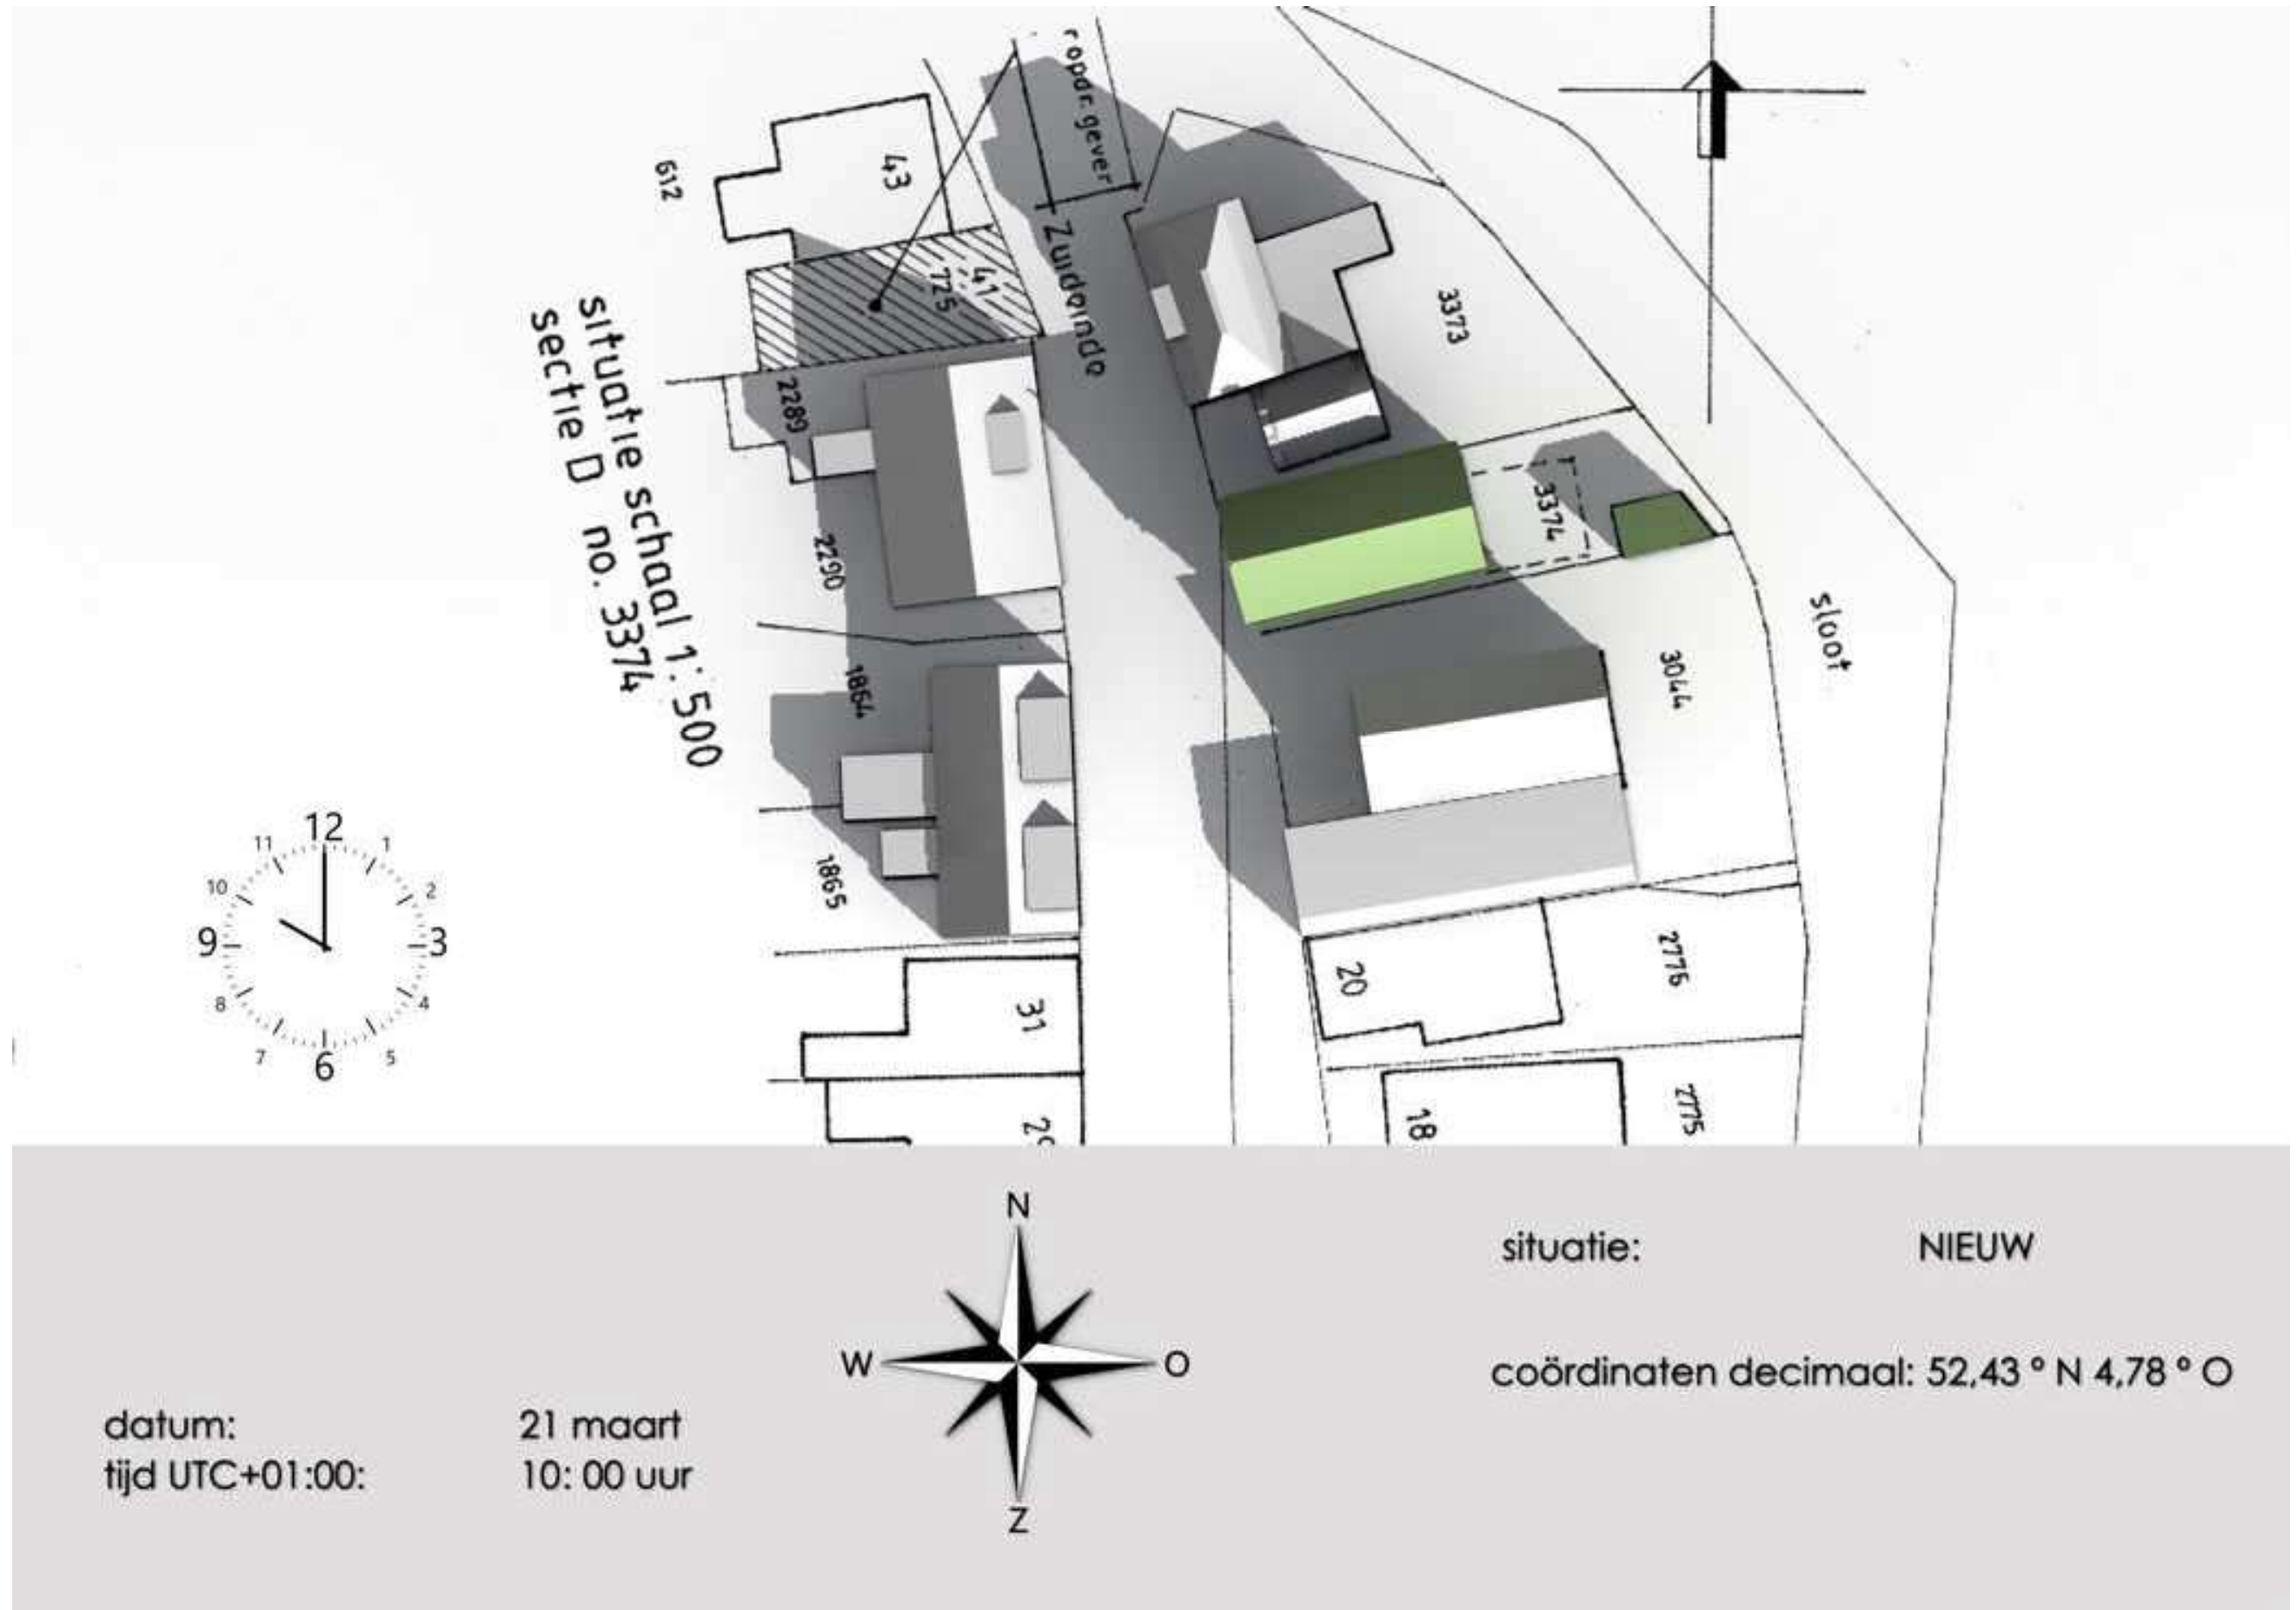 r opdr. gever
43
612
41
725
Zuideinde
3373
situatie schaal 1: 500
sectie D no. 3374
2289
3374
2290
sloot
3044
1864
1865
12
11
1
10
2
9
3
8
4
7
5
6
31
20
2776
29
18
2775
N
W
O
Z
situatie: NIEUW
coördinaten decimaal: 52,43 º N 4,78 º O
datum: 21 maart
tijd UTC+01:00: 10: 00 uur